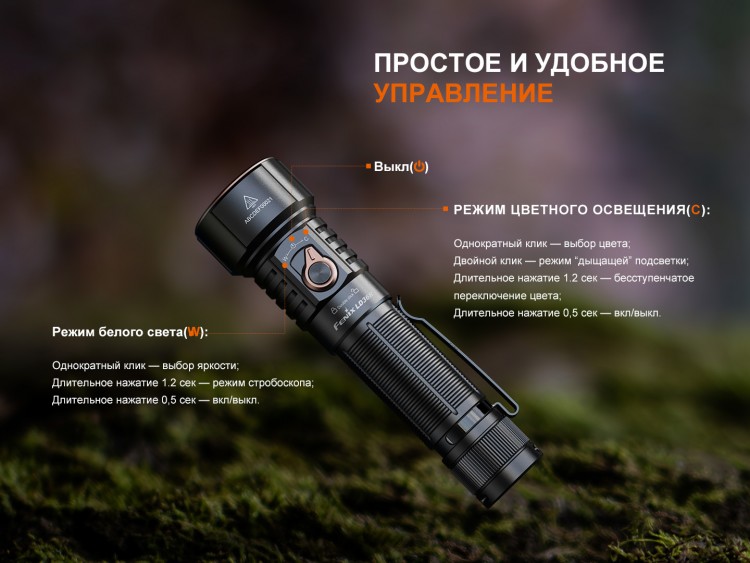 ПРОСТОЕ И УДОБНОЕ
УПРАВЛЕНИЕ
Выкл(⏻)
РЕЖИМ ЦВЕТНОГО ОСВЕЩЕНИЯ(C):
Однократный клик — выбор цвета;
Двойной клик — режим “дыщащей” подсветки;
Длительное нажатие 1.2 сек — бесступенчатое
переключение цвета;
Длительное нажатие 0,5 сек — вкл/выкл.
ABCDEF00021
W ⏻ C
FENIX
Режим белого света(W):
Однократный клик — выбор яркости;
Длительное нажатие 1.2 сек — режим стробоскопа;
Длительное нажатие 0,5 сек — вкл/выкл.